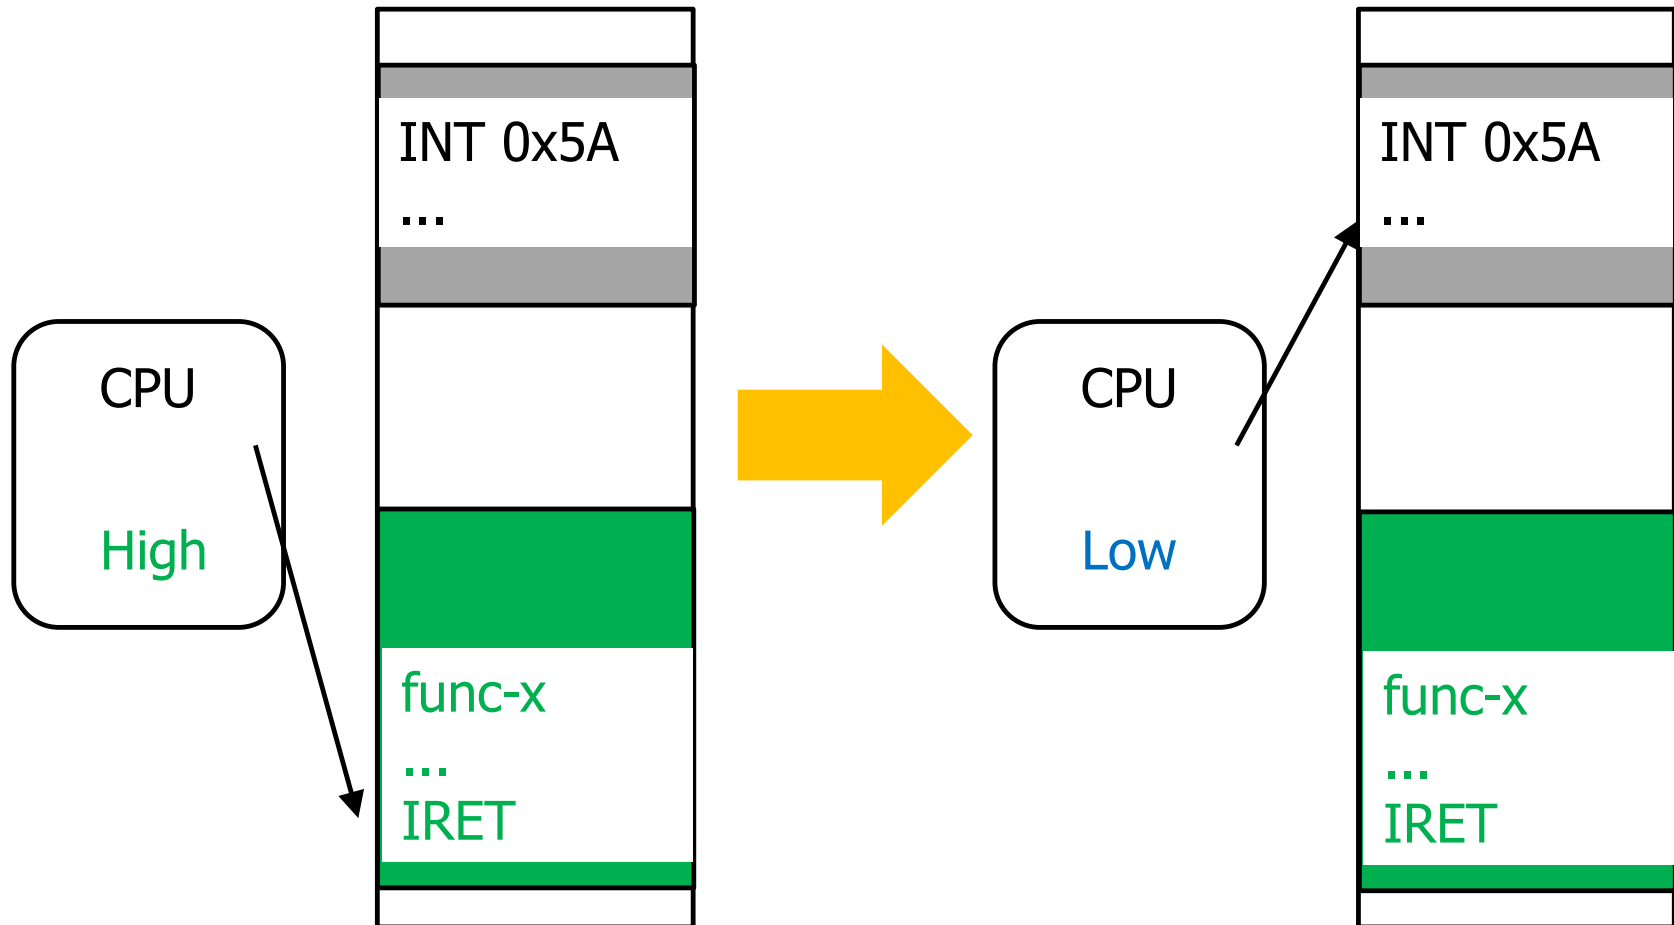 INT 0x5A
...
CPU
High
func-x
...
IRET
INT 0x5A
...
CPU
Low
func-x
...
IRET